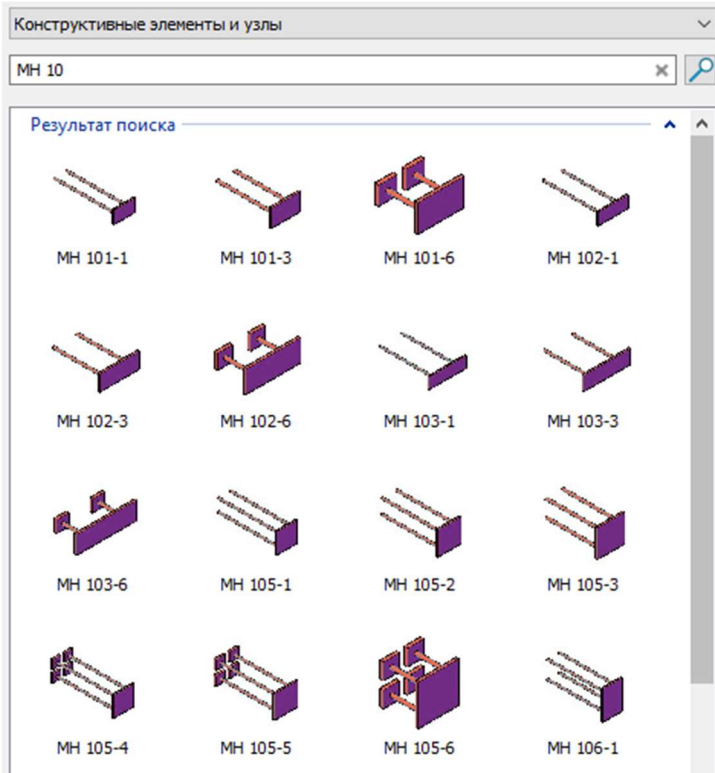 Конструктивные элементы и узлы
МН 10
Результат поиска
МН 101-1 МН 101-3 МН 101-6 МН 102-1
МН 102-3 МН 102-6 МН 103-1 МН 103-3
МН 103-6 МН 105-1 МН 105-2 МН 105-3
МН 105-4 МН 105-5 МН 105-6 МН 106-1